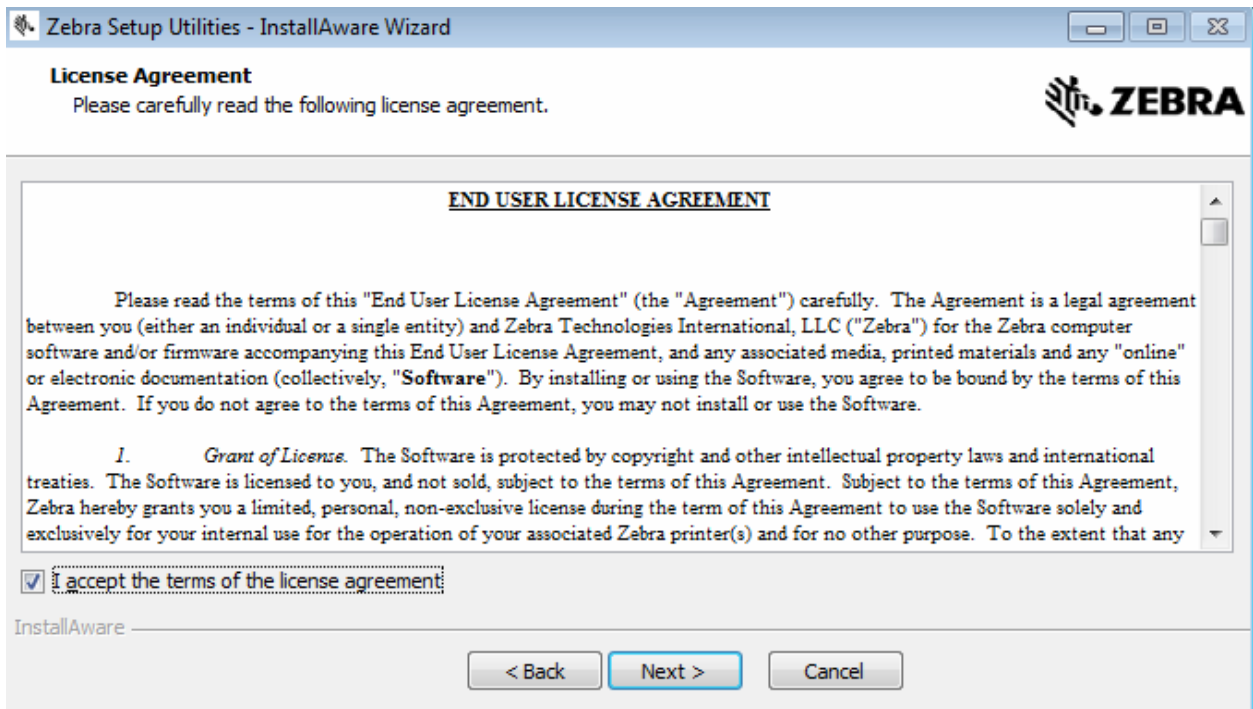 Zebra Setup Utilities - InstallAware Wizard
License Agreement
Please carefully read the following license agreement.
ZEBRA
END USER LICENSE AGREEMENT
Please read the terms of this "End User License Agreement" (the "Agreement") carefully. The Agreement is a legal agreement
between you (either an individual or a single entity) and Zebra Technologies International, LLC ("Zebra") for the Zebra computer
software and/or firmware accompanying this End User License Agreement, and any associated media, printed materials and any "online"
or electronic documentation (collectively, "Software"). By installing or using the Software, you agree to be bound by the terms of this
Agreement. If you do not agree to the terms of this Agreement, you may not install or use the Software.
1. Grant of License. The Software is protected by copyright and other intellectual property laws and international
treaties. The Software is licensed to you, and not sold, subject to the terms of this Agreement. Subject to the terms of this Agreement,
Zebra hereby grants you a limited, personal, non-exclusive license during the term of this Agreement to use the Software solely and
exclusively for your internal use for the operation of your associated Zebra printer(s) and for no other purpose. To the extent that any
I accept the terms of the license agreement
InstallAware
< Back Next > Cancel